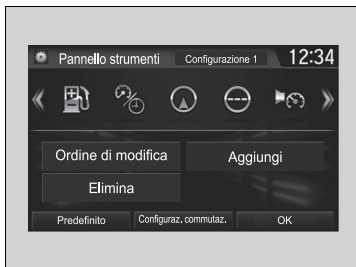 Pannello strumenti Configurazione 1 12:34
Ordine di modifica Aggiungi
Elimina
Predefinito Configuraz. commutaz. OK